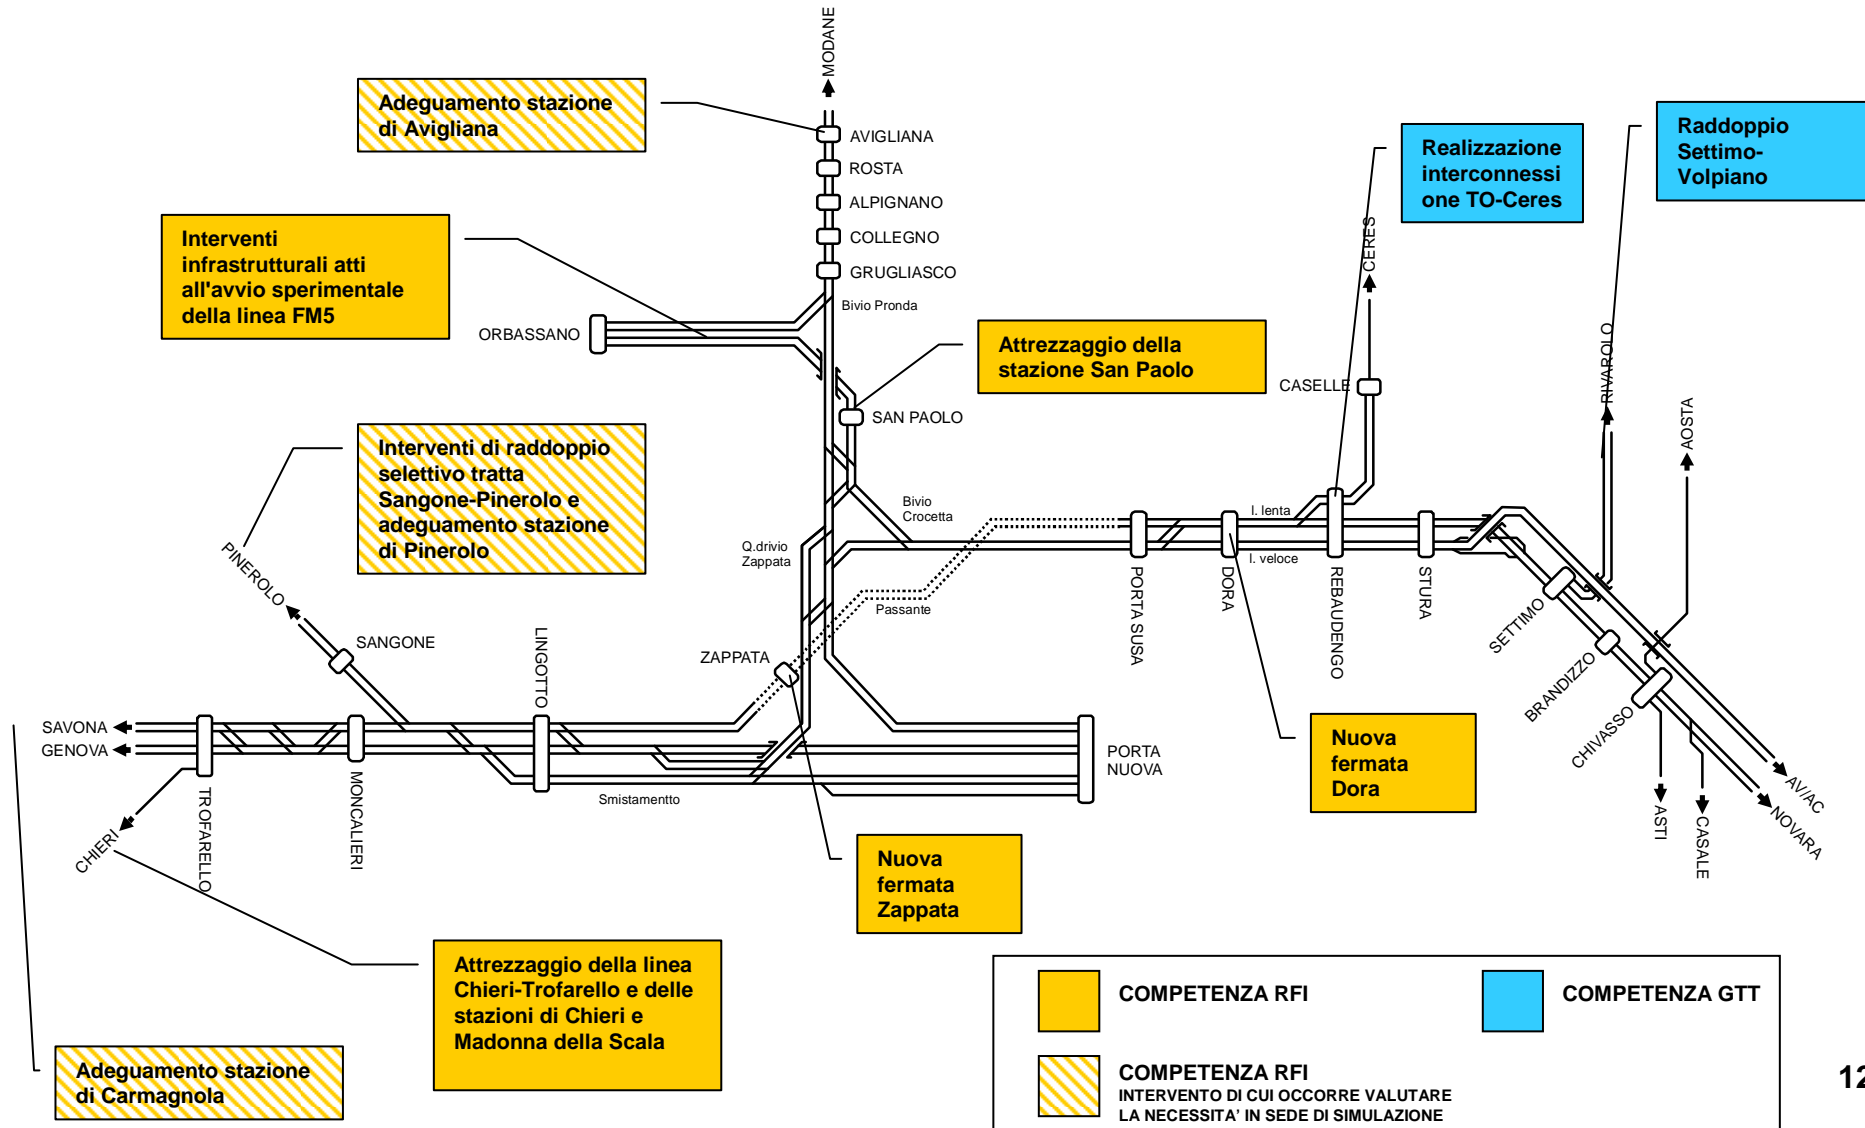 MODANE
Adeguamento stazione
di Avigliana
AVIGLIANA
ROSTA
ALPIGNANO
COLLEGNO
GRUGLIASCO
Bivio Pronda
Realizzazione
interconnessi
one TO-Ceres
Raddoppio
Settimo-
Volpiano
Interventi
infrastrutturali atti
all'avvio sperimentale
della linea FM5
ORBASSANO
CERES
Attrezzaggio della
stazione San Paolo
CASELLE
RIVAROLO
AOSTA
SAN PAOLO
Interventi di raddoppio
selettivo tratta
Sangone-Pinerolo e
adeguamento stazione
di Pinerolo
Bivio
Crocetta
Q.drivio
Zappata
l. lenta
l. veloce
Passante
PINEROLO
SANGONE
LINGOTTO
ZAPPATA
PORTA SUSA
DORA
REBAUDENGO
STURA
SETTIMO
BRANDIZZO
CHIVASSO
SAVONA
GENOVA
PORTA
NUOVA
Smistamentto
TROFARELLO
MONCALIERI
CHIERI
Nuova
fermata
Dora
ASTI
CASALE
AV/AC
NOVARA
Nuova
fermata
Zappata
Attrezzaggio della linea
Chieri-Trofarello e delle
stazioni di Chieri e
Madonna della Scala
Adeguamento stazione
di Carmagnola
COMPETENZA RFI
COMPETENZA GTT
COMPETENZA RFI
INTERVENTO DI CUI OCCORRE VALUTARE
LA NECESSITA' IN SEDE DI SIMULAZIONE
12